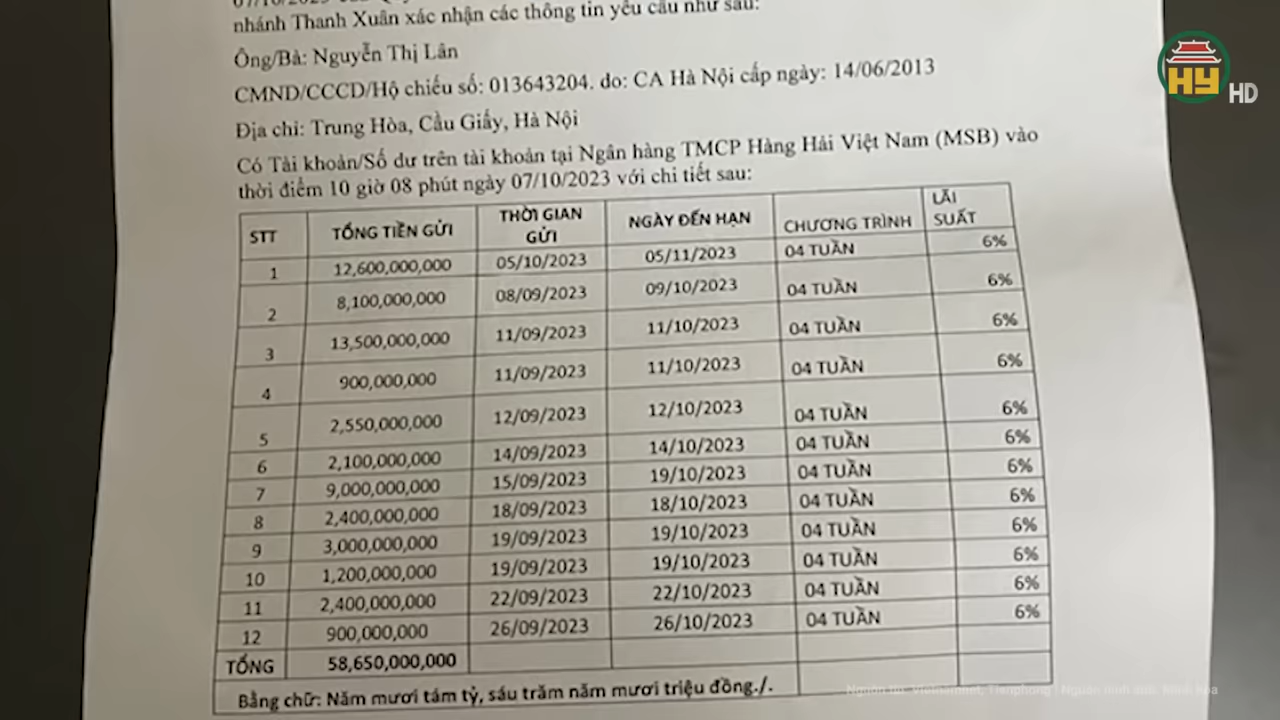 nhánh Thanh Xuân xác nhận các thông tin yêu cầu như sau:
Ông/Bà: Nguyễn Thị Lân
CMND/CCCD/Hộ chiếu số: 013643204. do: CA Hà Nội cấp ngày: 14/06/2013
Địa chỉ: Trung Hòa, Cầu Giấy, Hà Nội
Có Tài khoản/Số dư trên tài khoản tại Ngân hàng TMCP Hàng Hải Việt Nam (MSB) vào
thời điểm 10 giờ 08 phút ngày 07/10/2023 với chi tiết sau:
STT TỔNG TIỀN GỬI THỜI GIAN GỬI NGÀY ĐẾN HẠN CHƯƠNG TRÌNH LÃI SUẤT
1 12,600,000,000 05/10/2023 05/11/2023 04 TUẦN 6%
2 8,100,000,000 08/09/2023 09/10/2023 04 TUẦN 6%
3 13,500,000,000 11/09/2023 11/10/2023 04 TUẦN 6%
4 900,000,000 11/09/2023 11/10/2023 04 TUẦN 6%
5 2,550,000,000 12/09/2023 12/10/2023 04 TUẦN 6%
6 2,100,000,000 14/09/2023 14/10/2023 04 TUẦN 6%
7 9,000,000,000 15/09/2023 19/10/2023 04 TUẦN 6%
8 2,400,000,000 18/09/2023 18/10/2023 04 TUẦN 6%
9 3,000,000,000 19/09/2023 19/10/2023 04 TUẦN 6%
10 1,200,000,000 19/09/2023 19/10/2023 04 TUẦN 6%
11 2,400,000,000 22/09/2023 22/10/2023 04 TUẦN 6%
12 900,000,000 26/09/2023 26/10/2023 04 TUẦN 6%
TỔNG 58,650,000,000
Bằng chữ: Năm mươi tám tỷ, sáu trăm năm mươi triệu đồng./.
HY HD